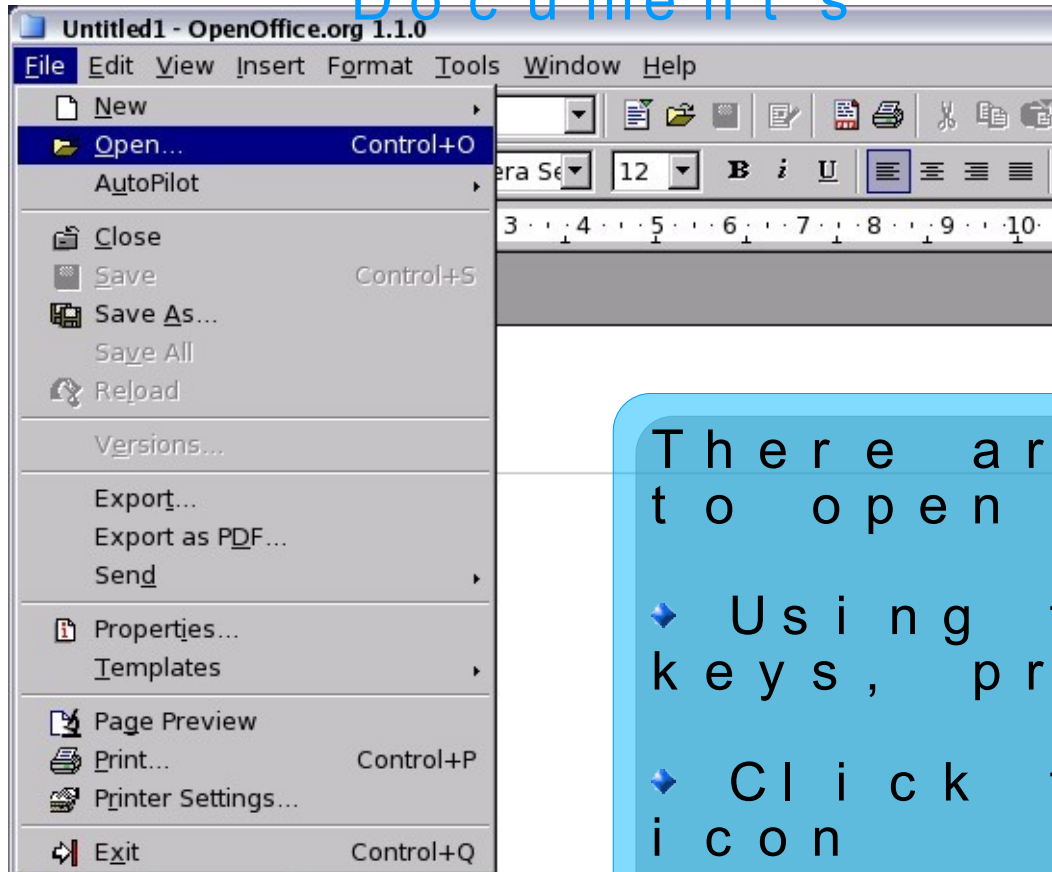 Documents
Untitled1 - OpenOffice.org 1.1.0
File Edit View Insert Format Tools Window Help
New
Open... Control+O
AutoPilot
Close
Save Control+S
Save As...
Save All
Reload
Versions...
Export...
Export as PDF...
Send
Properties...
Templates
Page Preview
Print... Control+P
Printer Settings...
Exit Control+Q
era Se 12 B i U
3 4 5 6 7 8 9 10
There ar
to open
Using
keys, pr
Click
icon